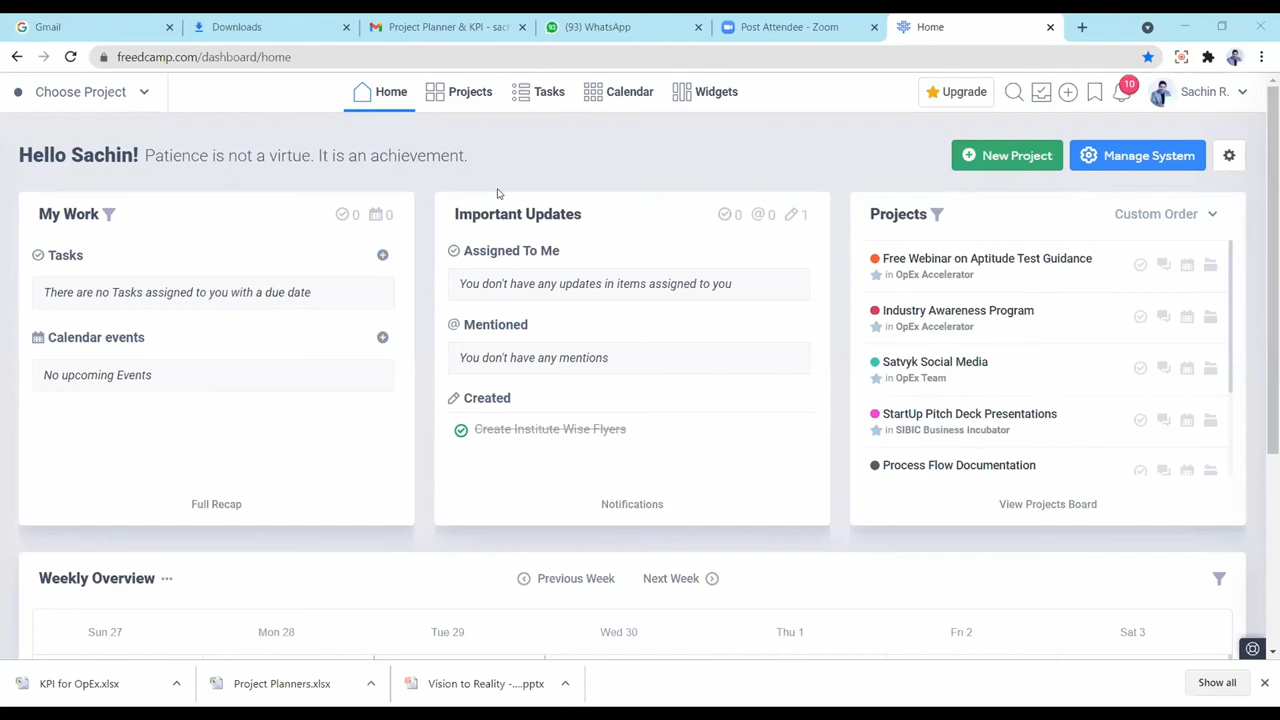 Gmail
Downloads
Project Planner & KPI - sach
(93) WhatsApp
Post Attendee - Zoom
Home
freedcamp.com/dashboard/home
Choose Project
Home
Projects
Tasks
Calendar
Widgets
Upgrade
10
Sachin R.
Hello Sachin! Patience is not a virtue. It is an achievement.
New Project
Manage System
My Work
0
0
Tasks
There are no Tasks assigned to you with a due date
Calendar events
No upcoming Events
Full Recap
Important Updates
0
@ 0
1
Assigned To Me
You don't have any updates in items assigned to you
@ Mentioned
You don't have any mentions
Created
Create Institute Wise Flyers
Notifications
Projects
Custom Order
Free Webinar on Aptitude Test Guidance
in OpEx Accelerator
Industry Awareness Program
in OpEx Accelerator
Satvyk Social Media
in OpEx Team
StartUp Pitch Deck Presentations
in SIBIC Business Incubator
Process Flow Documentation
View Projects Board
Weekly Overview ...
Previous Week
Next Week
Sun 27
Mon 28
Tue 29
Wed 30
Thu 1
Fri 2
Sat 3
KPI for OpEx.xlsx
Project Planners.xlsx
Vision to Reality -....pptx
Show all